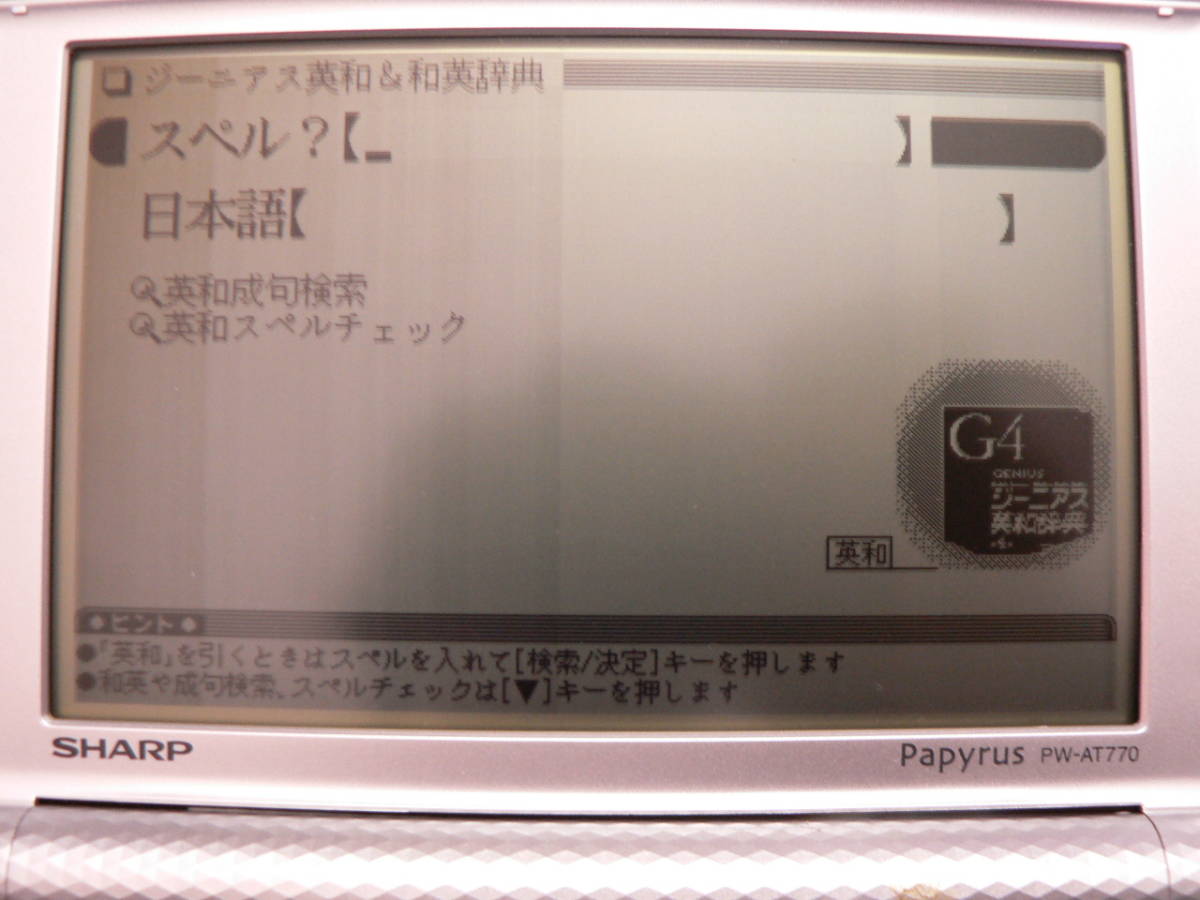 ジーニアス英和&和英辞典
スペル?【_ 】
日本語【 】
英和成句検索
英和スペルチェック
G4
GENIUS
ジーニアス
英和辞典
英和
◆ヒント◆
●「英和」を引くときはスペルを入れて[検索/決定]キーを押します
●和英や成句検索、スペルチェックは[▼]キーを押します
SHARP
Papyrus PW-AT770